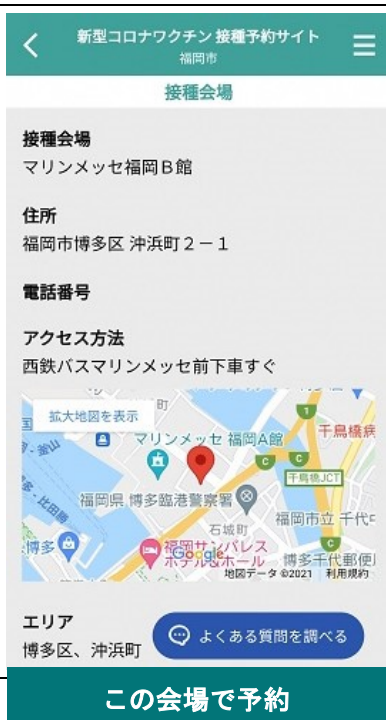 新型コロナワクチン 接種予約サイト
福岡市
接種会場
接種会場
マリンメッセ福岡B館
住所
福岡市博多区 沖浜町2-1
電話番号
アクセス方法
西鉄バスマリンメッセ前下車すぐ
拡大地図を表示
町
1
マリンメッセ 福岡A館
千鳥橋病
C
C
千鳥橋JCT
福岡県 博多臨港警察署
福岡市立 千代中
石城町
C
博多
福岡サンパレス
ホテル&ホール
Google
博多千代郵便局
地図データ ©2021 利用規約
エリア
博多区、沖浜町
よくある質問を調べる
この会場で予約